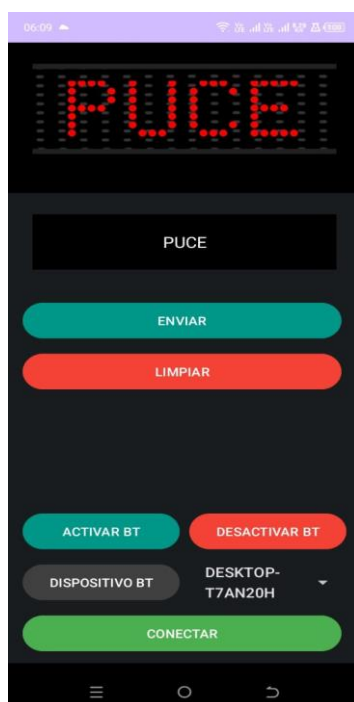 06:09
PUCE
PUCE
ENVIAR
LIMPIAR
ACTIVAR BT
DESACTIVAR BT
DISPOSITIVO BT
DESKTOP-
T7AN20H
CONECTAR